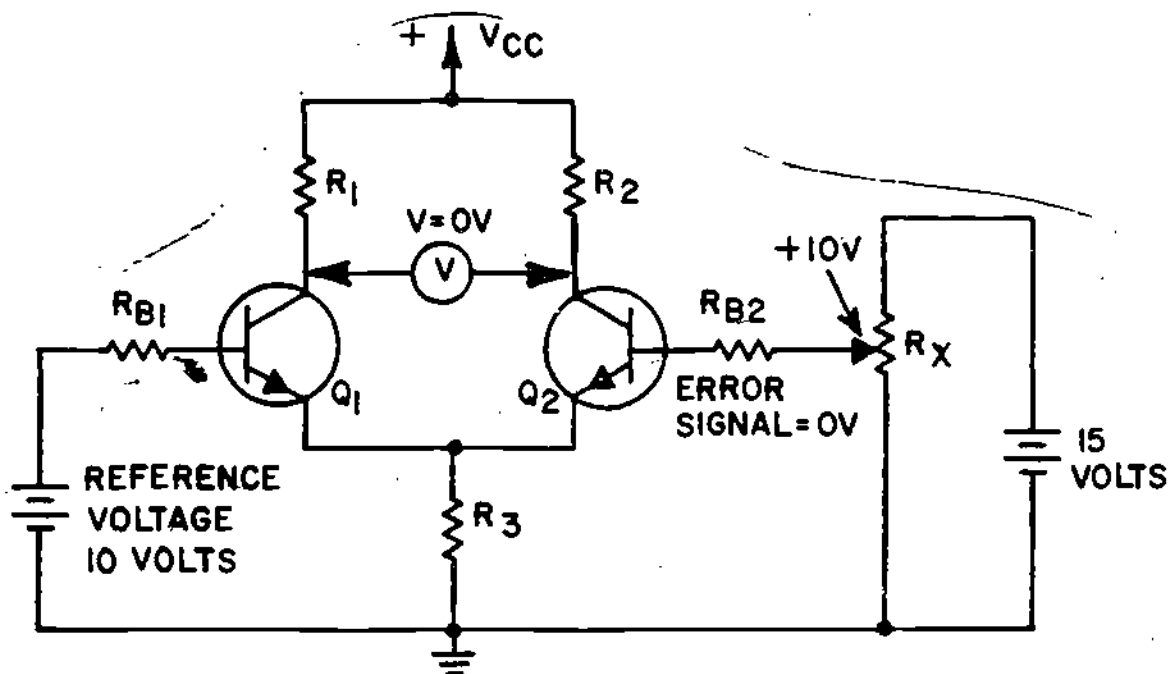 + VCC
R1
R2
V=0V
V
+10V
RB1
RB2
RX
Q1
Q2
ERROR
SIGNAL=0V
15
VOLTS
REFERENCE
VOLTAGE
10 VOLTS
R3